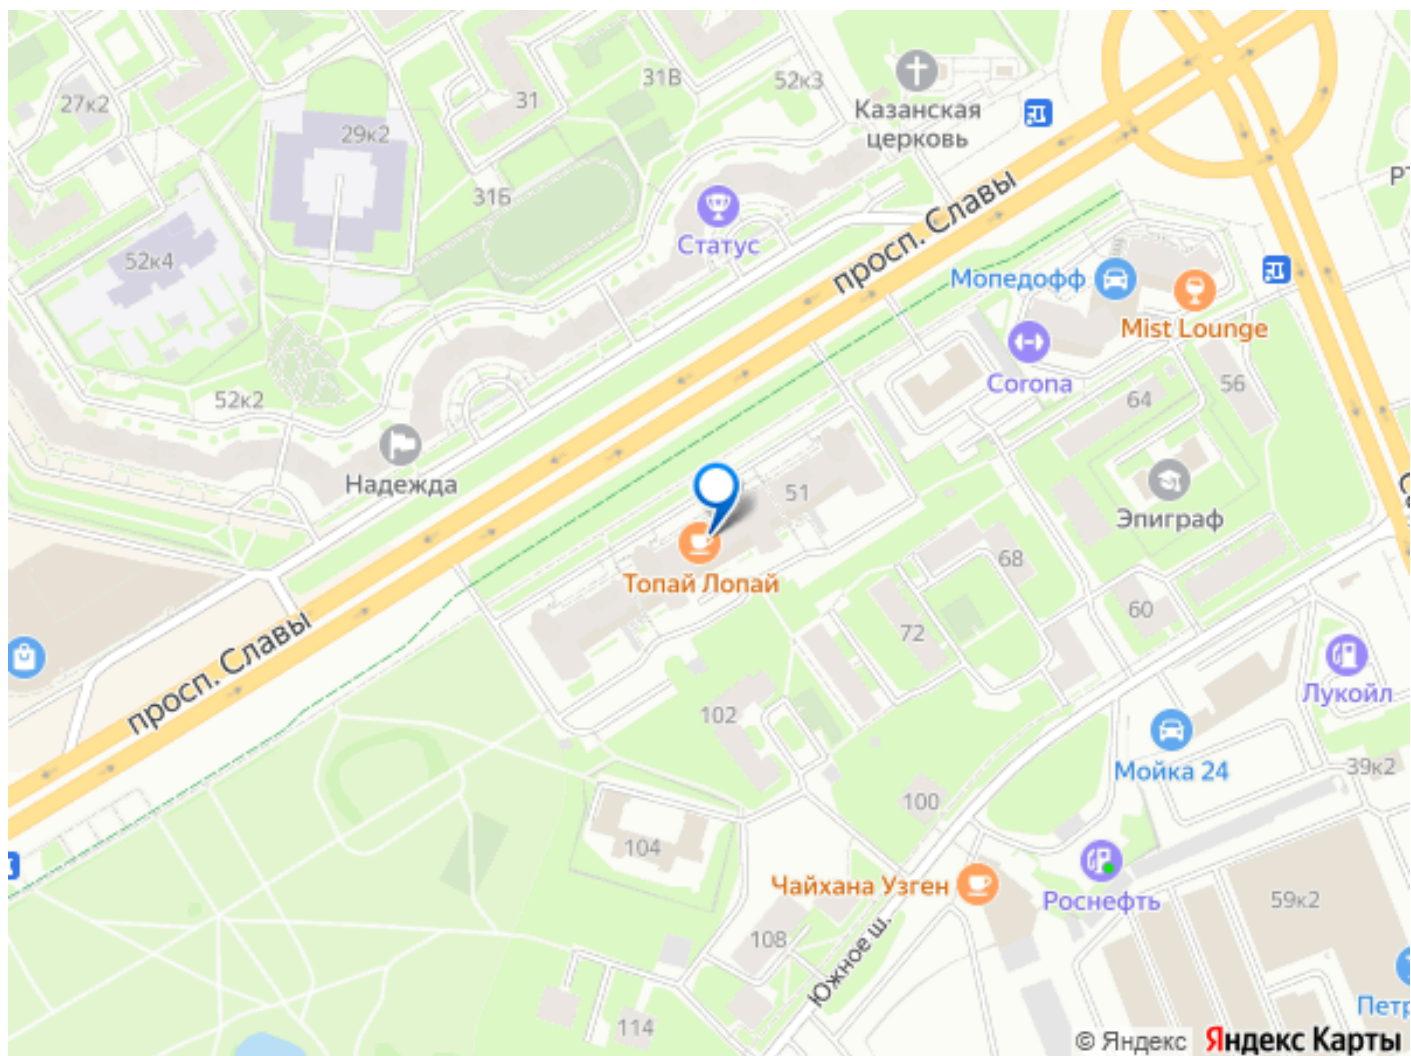 31В
52к3
27к2
31
Казанская
церковь
29к2
31Б
Статус
52к4
просп. Славы
Мопедофф
Mist Lounge
Corona
52к2
64
56
Надежда
51
Эпиграф
Топай Лопай
68
60
72
просп. Славы
Лукойл
102
Мойка 24
39к2
100
104
Чайхана Узген
Роснефть
59к2
108
Южное ш.
114
© Яндекс Яндекс Карты